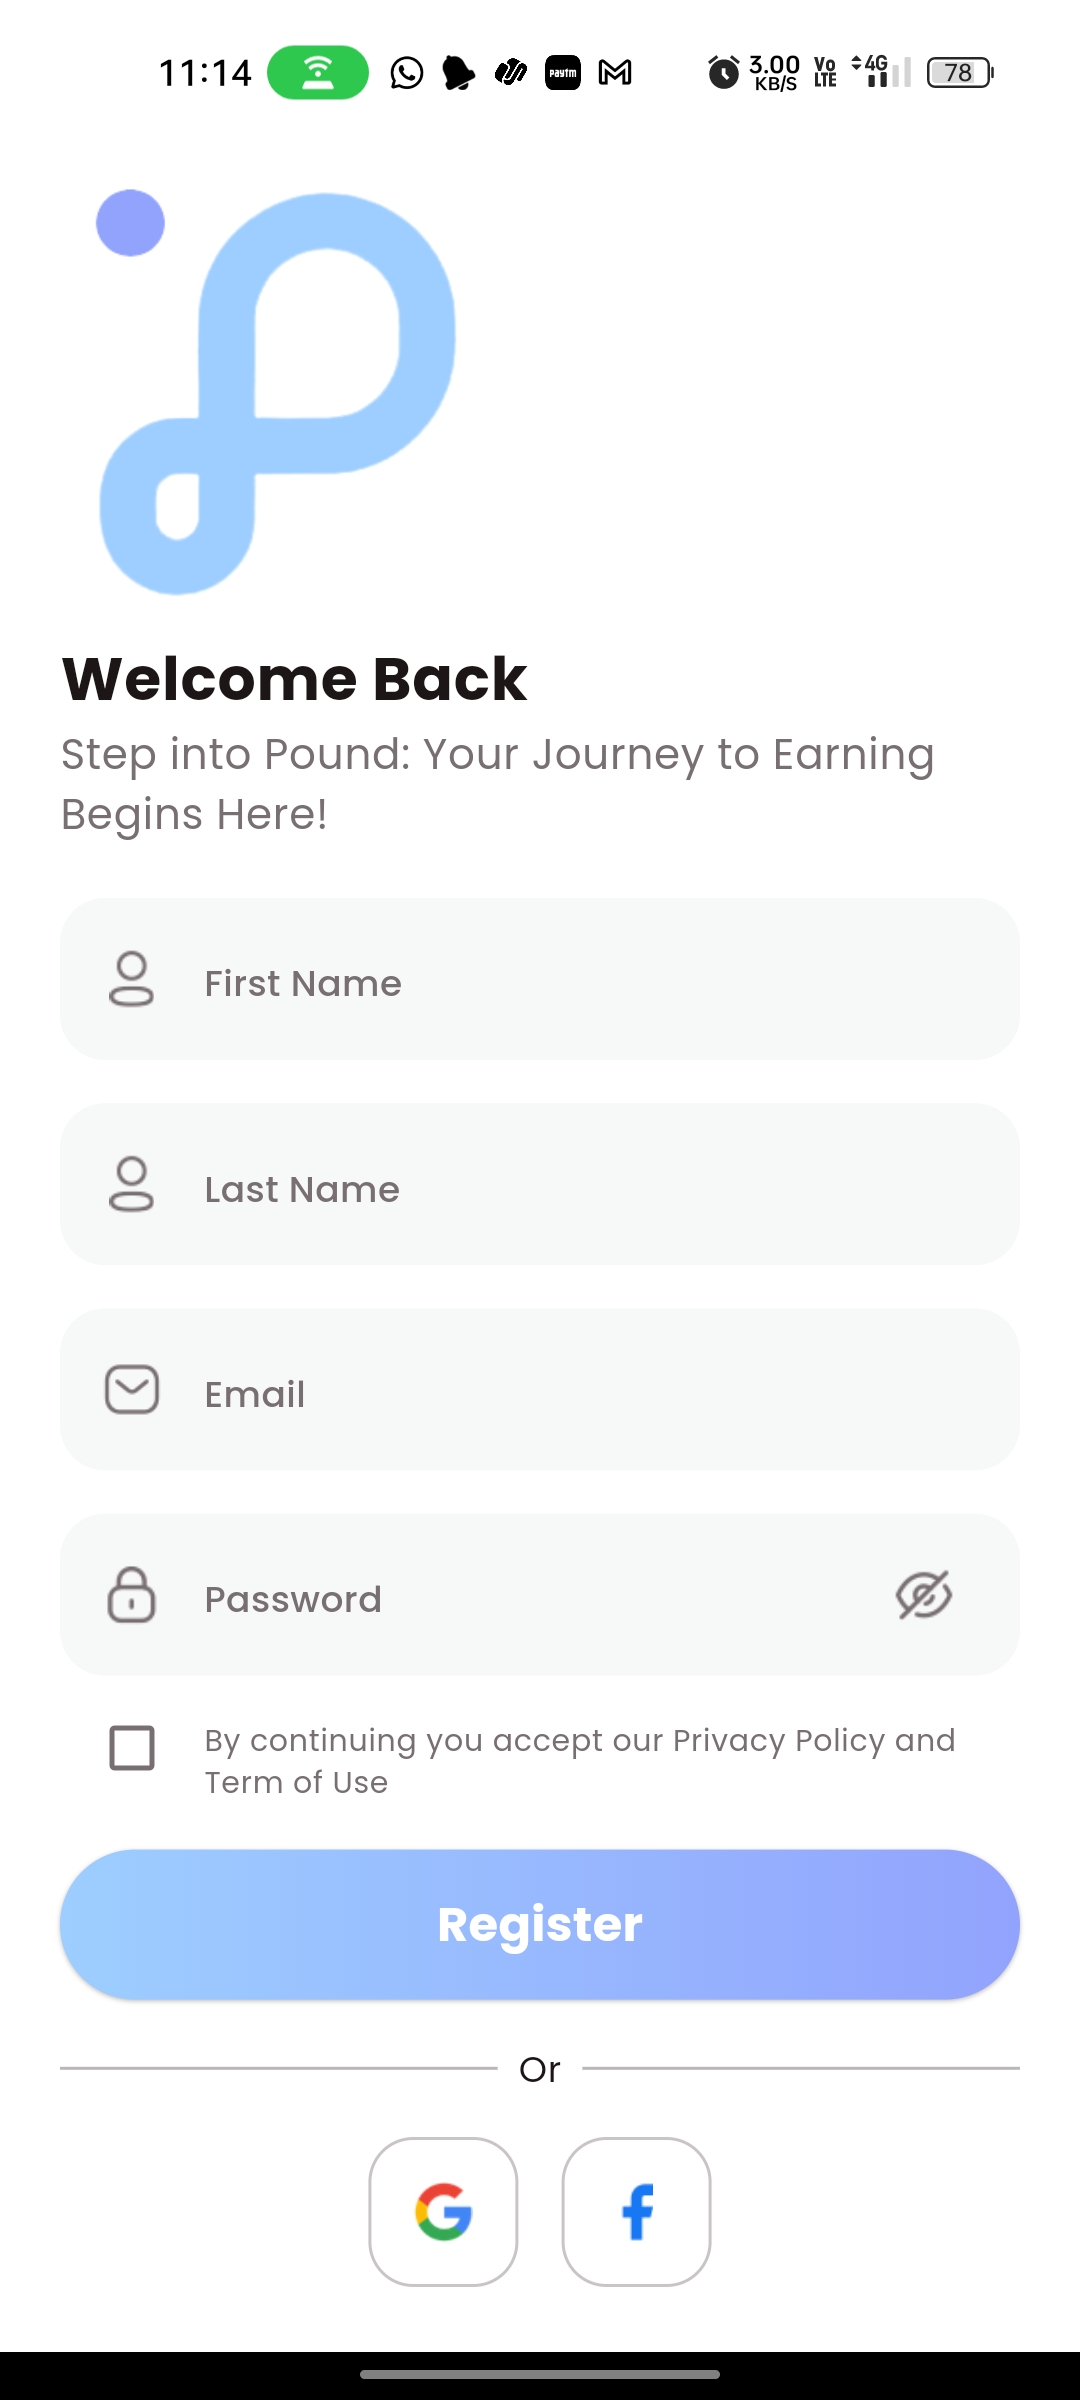 11:14 paytm 3.00 KB/S Vo LTE 4G 78
Welcome Back
Step into Pound: Your Journey to Earning
Begins Here!
First Name
Last Name
Email
Password
By continuing you accept our Privacy Policy and
Term of Use
Register
Or